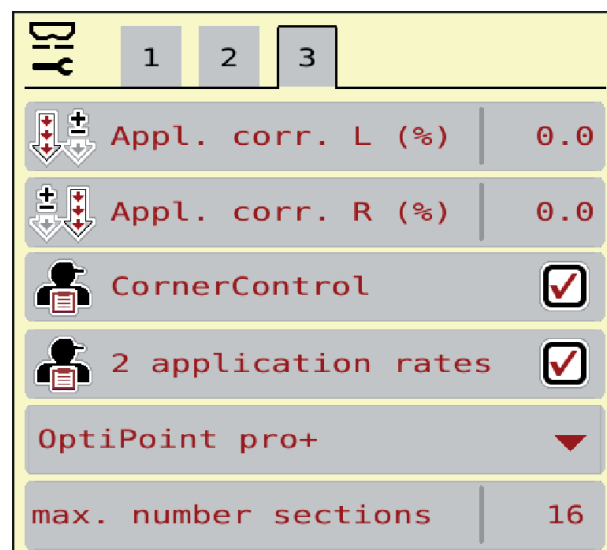 1 2 3
Appl. corr. L (%) 0.0
Appl. corr. R (%) 0.0
CornerControl
2 application rates
OptiPoint pro+
max. number sections 16